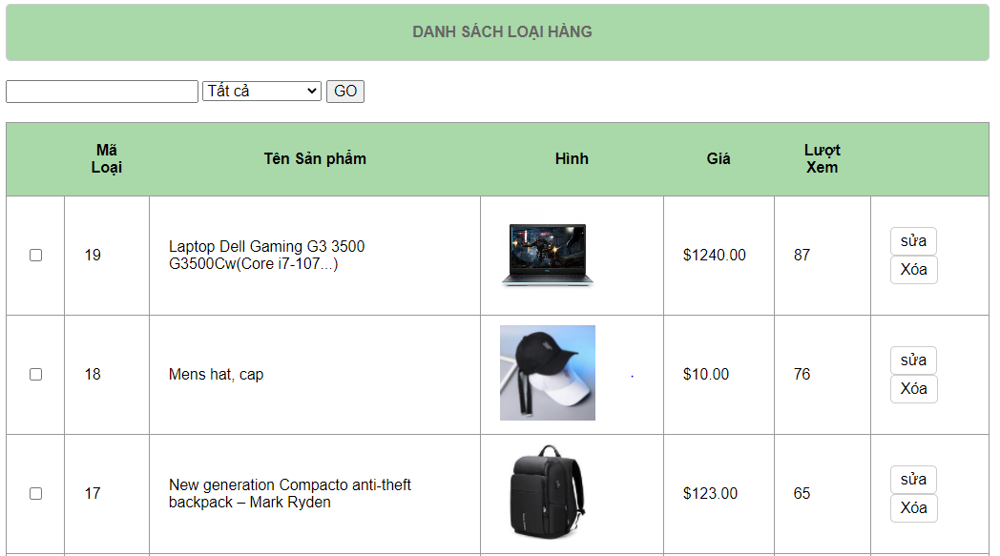 DANH SÁCH LOẠI HÀNG
Tất cả GO
Mã
Loại
Tên Sản phẩm
Hình
Giá
Lượt
Xem
19
Laptop Dell Gaming G3 3500
G3500Cw(Core i7-107...)
$1240.00
87
sửa
Xóa
18
Mens hat, cap
$10.00
76
sửa
Xóa
17
New generation Compacto anti-theft
backpack – Mark Ryden
$123.00
65
sửa
Xóa